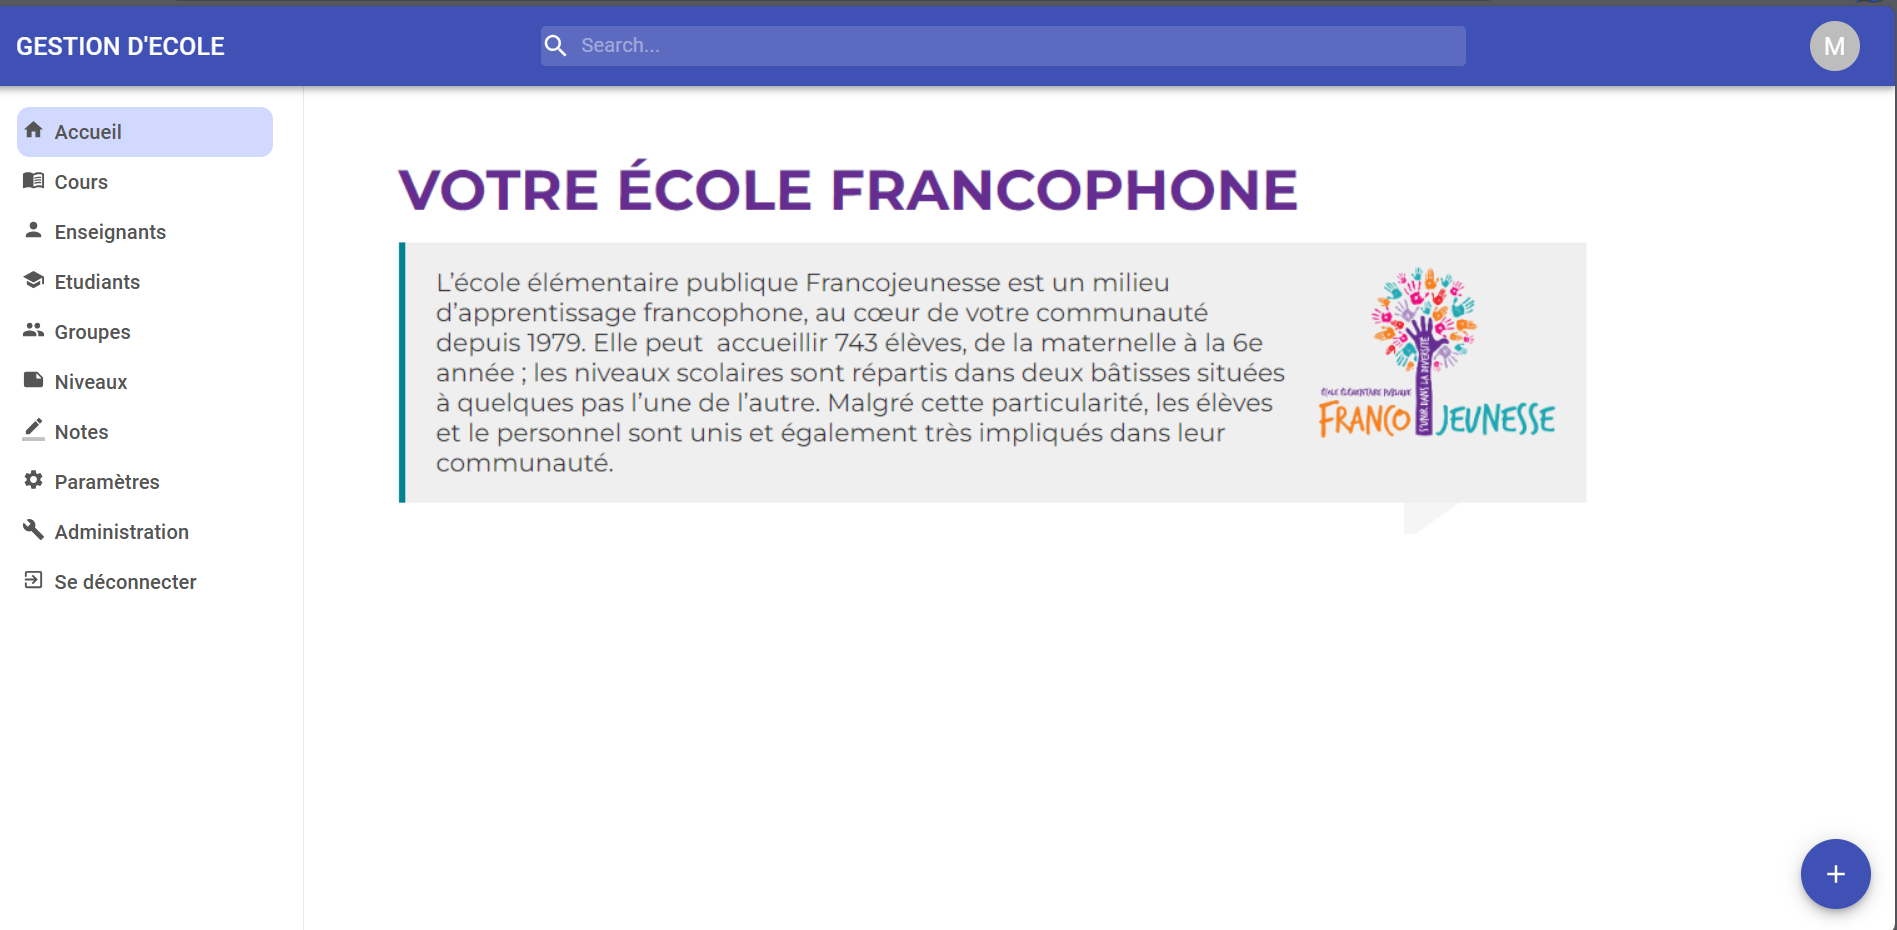 GESTION D'ECOLE
Search...
M
Accueil
Cours
Enseignants
Etudiants
Groupes
Niveaux
Notes
Paramètres
Administration
Se déconnecter
VOTRE ÉCOLE FRANCOPHONE
L’école élémentaire publique Francojeunesse est un milieu
d’apprentissage francophone, au cœur de votre communauté
depuis 1979. Elle peut  accueillir 743 élèves, de la maternelle à la 6e
année ; les niveaux scolaires sont répartis dans deux bâtisses situées
à quelques pas l’une de l’autre. Malgré cette particularité, les élèves
et le personnel sont unis et également très impliqués dans leur
communauté.
ÉCOLE ÉLÉMENTAIRE PUBLIQUE
FRANCO JEUNESSE
S'UNIR DANS LA DIVERSITÉ
+